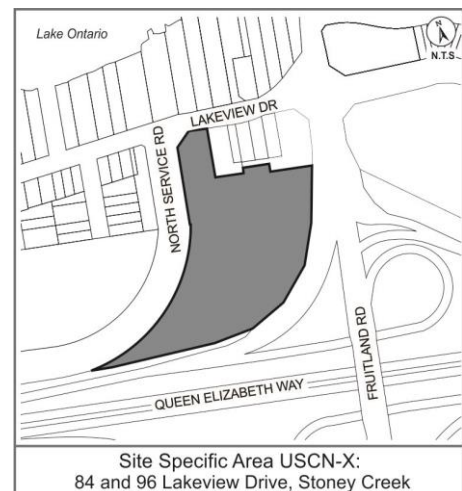 Lake Ontario
N
N.T.S
LAKEVIEW DR
NORTH SERVICE RD
FRUITLAND RD
QUEEN ELIZABETH WAY
Site Specific Area USCN-X:
84 and 96 Lakeview Drive, Stoney Creek